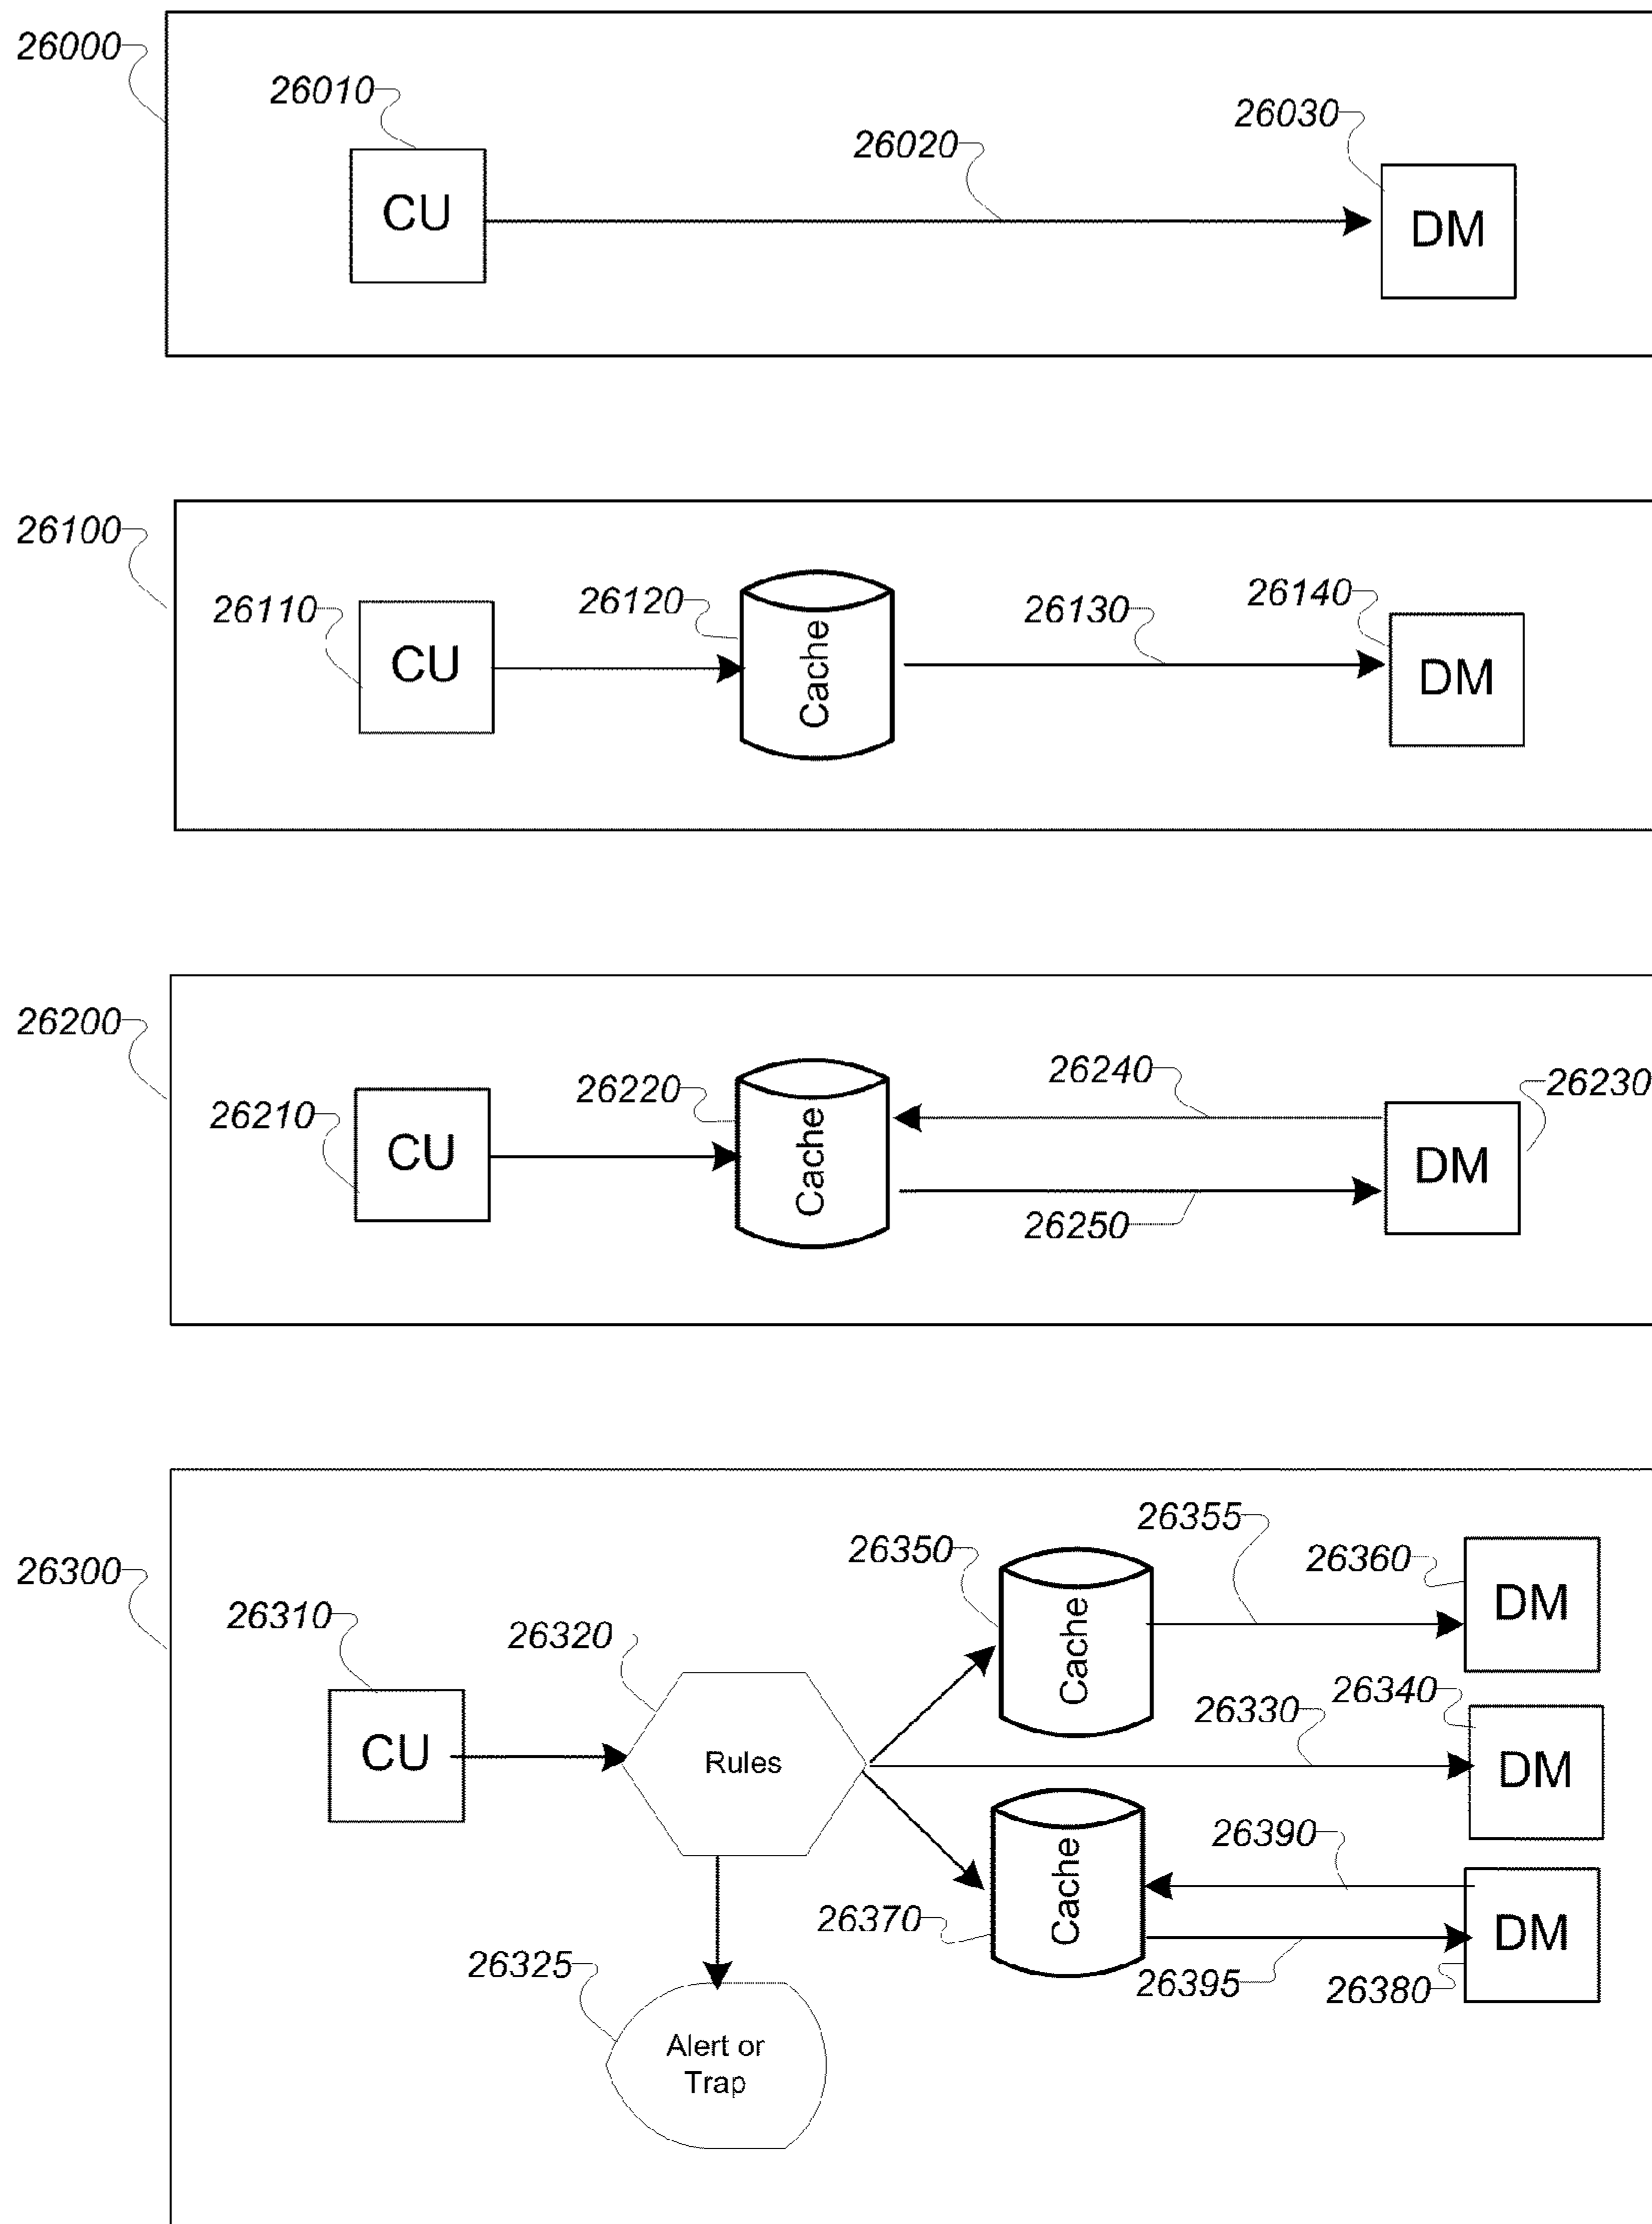 26000
26010
26020
26030
CU
DM
26100
26110
26120
26130
26140
CU
Cache
DM
26200
26210
26220
26240
26230
CU
Cache
DM
26250
26300
26310
26320
26350
26355
26360
DM
Cache
26330
26340
CU
Rules
DM
26390
Cache
26370
DM
26395
26380
26325
Alert or
Trap